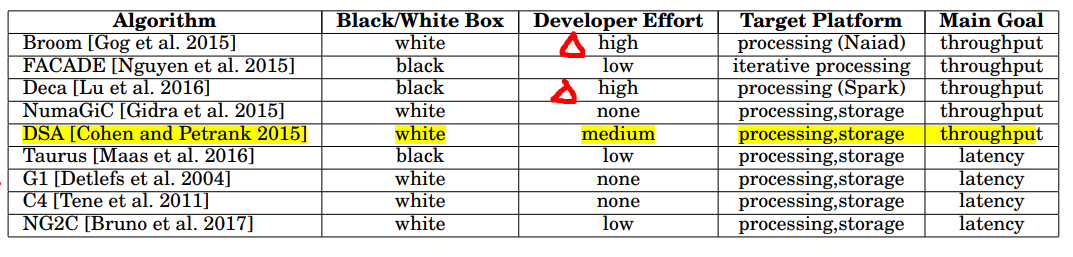 Algorithm Black/White Box Developer Effort Target Platform Main Goal
Broom [Gog et al. 2015] white high processing (Naiad) throughput
FACADE [Nguyen et al. 2015] black low iterative processing throughput
Deca [Lu et al. 2016] black high processing (Spark) throughput
NumaGiC [Gidra et al. 2015] white none processing,storage throughput
DSA [Cohen and Petrank 2015] white medium processing,storage throughput
Taurus [Maas et al. 2016] black low processing,storage latency
G1 [Detlefs et al. 2004] white none processing,storage latency
C4 [Tene et al. 2011] white none processing,storage latency
NG2C [Bruno et al. 2017] white low processing,storage latency